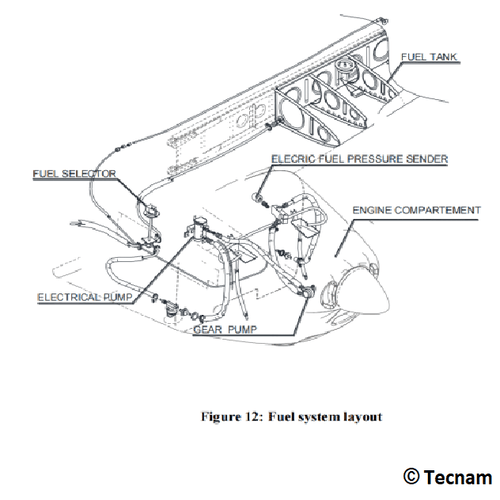 FUEL TANK
ELECRIC FUEL PRESSURE SENDER
FUEL SELECTOR
ENGINE COMPARTEMENT
ELECTRICAL PUMP
GEAR PUMP
Figure 12: Fuel system layout
© Tecnam